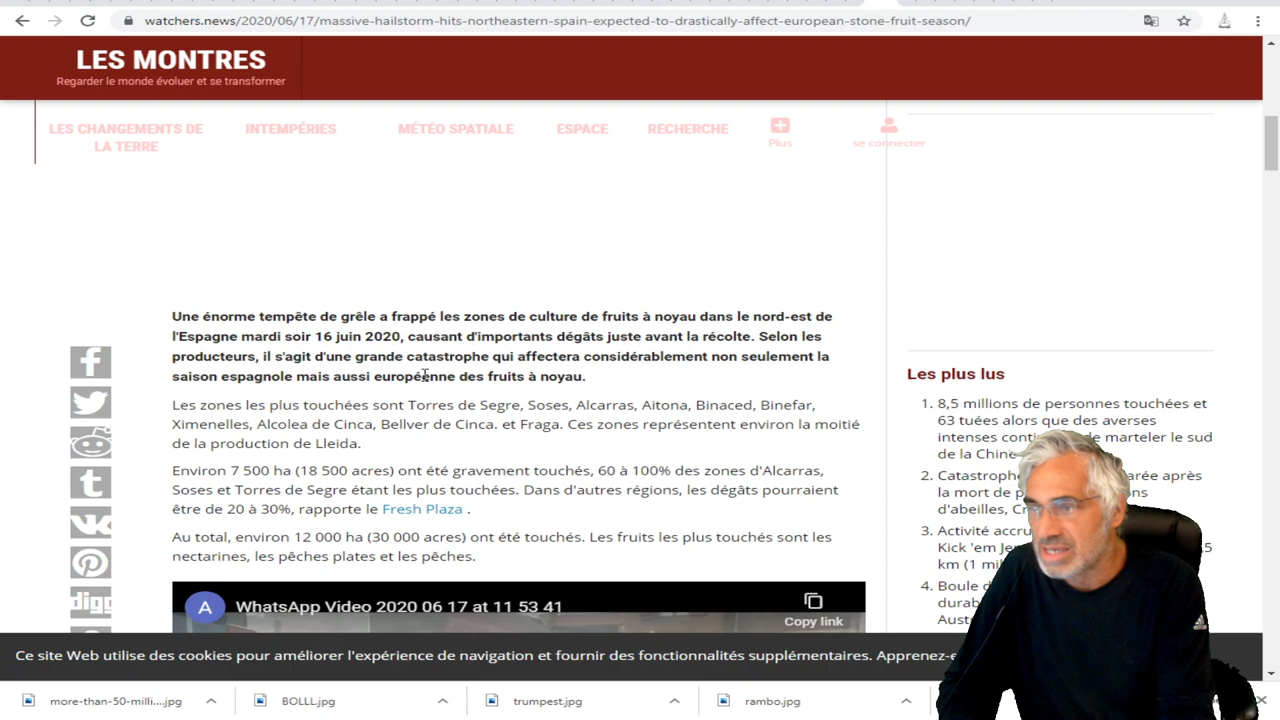 watchers.news/2020/06/17/massive-hailstorm-hits-northeastern-spain-expected-to-drastically-affect-european-stone-fruit-season/
LES MONTRES
Regarder le monde évoluer et se transformer
LES CHANGEMENTS DE
LA TERRE
INTEMPÉRIES
MÉTÉO SPATIALE
ESPACE
RECHERCHE
Plus
se connecter
Une énorme tempête de grêle a frappé les zones de culture de fruits à noyau dans le nord-est de
l'Espagne mardi soir 16 juin 2020, causant d'importants dégâts juste avant la récolte. Selon les
producteurs, il s'agit d'une grande catastrophe qui affectera considérablement non seulement la
saison espagnole mais aussi européenne des fruits à noyau.
Les zones les plus touchées sont Torres de Segre, Soses, Alcarras, Aitona, Binaced, Binefar,
Ximenelles, Alcolea de Cinca, Bellver de Cinca. et Fraga. Ces zones représentent environ la moitié
de la production de Lleida.
Environ 7 500 ha (18 500 acres) ont été gravement touchés, 60 à 100% des zones d'Alcarras,
Soses et Torres de Segre étant les plus touchées. Dans d'autres régions, les dégâts pourraient
être de 20 à 30%, rapporte le Fresh Plaza .
Au total, environ 12 000 ha (30 000 acres) ont été touchés. Les fruits les plus touchés sont les
nectarines, les pêches plates et les pêches.
A
WhatsApp Video 2020 06 17 at 11 53 41
Copy link
digg
Les plus lus
1. 8,5 millions de personnes touchées et
63 tuées alors que des averses
intenses de marteler le sud
de la Chine
2. Catastrophe arée après
la mort de
d'abeilles,
3. Activité
Kick 'em 5
km (1
4. Boule
Ce site Web utilise des cookies pour améliorer l'expérience de navigation et fournir des fonctionnalités supplémentaires.
more-than-50-milli....jpg
BOLLL.jpg
trumpest.jpg
rambo.jpg